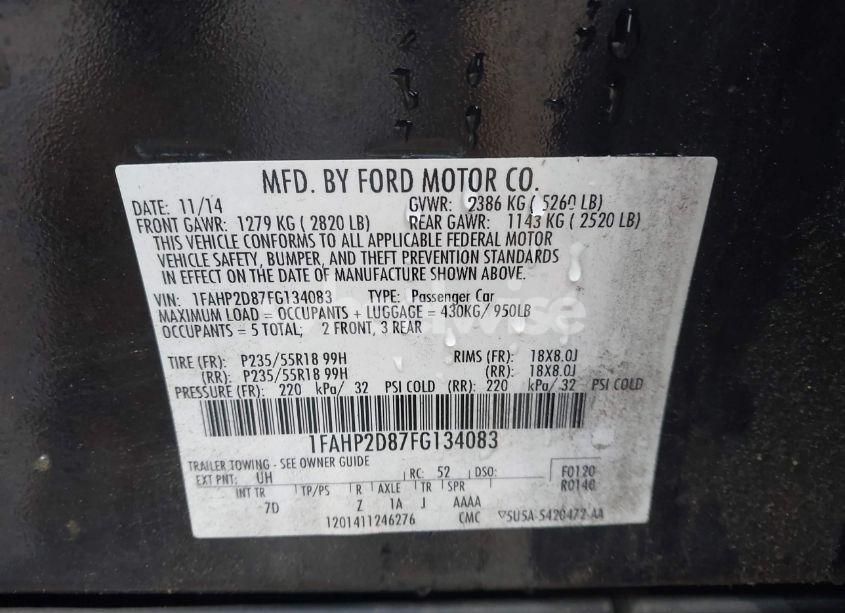 MFD. BY FORD MOTOR CO.
DATE: 11/14 GVWR: 2386 KG ( 5260 LB)
FRONT GAWR: 1279 KG ( 2820 LB) REAR GAWR: 1143 KG ( 2520 LB)
THIS VEHICLE CONFORMS TO ALL APPLICABLE FEDERAL MOTOR
VEHICLE SAFETY, BUMPER, AND THEFT PREVENTION STANDARDS
IN EFFECT ON THE DATE OF MANUFACTURE SHOWN ABOVE.
VIN: 1FAHP2D87FG134083 TYPE: Passenger Car
MAXIMUM LOAD = OCCUPANTS + LUGGAGE = 430KG/ 950LB
OCCUPANTS = 5 TOTAL; 2 FRONT, 3 REAR
TIRE (FR): P235/55R18 99H RIMS (FR): 18X8.0J
(RR): P235/55R18 99H (RR): 18X8.0J
PRESSURE (FR): 220 kPa/ 32 PSI COLD (RR): 220 kPa/ 32 PSI COLD
1FAHP2D87FG134083
TRAILER TOWING - SEE OWNER GUIDE
EXT PNT: UH RC: 52 DSO: F0120
INT TR TP/PS R AXLE TR SPR R0140
7D Z 1A J AAAA
1201411246276 CMC 5U5A-5420472-AA